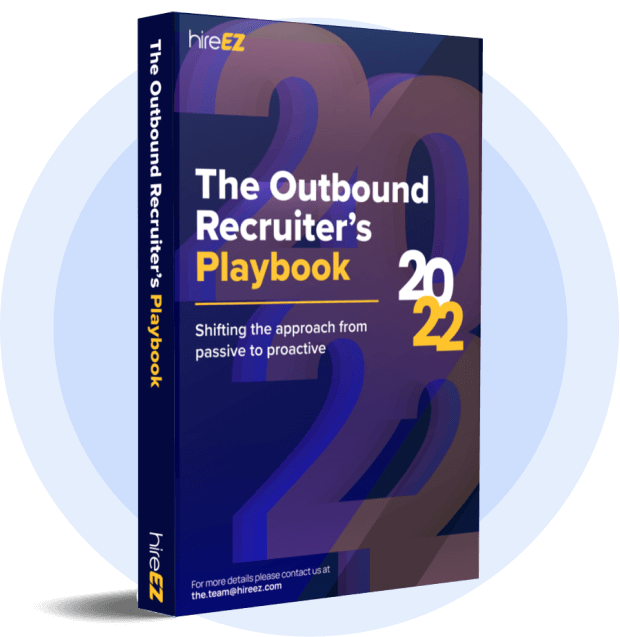 The Outbound Recruiter's Playbook
hireEZ
hireEZ
The Outbound
Recruiter's
Playbook
20
22
Shifting the approach from
passive to proactive
For more details please contact us at
the.team@hireez.com